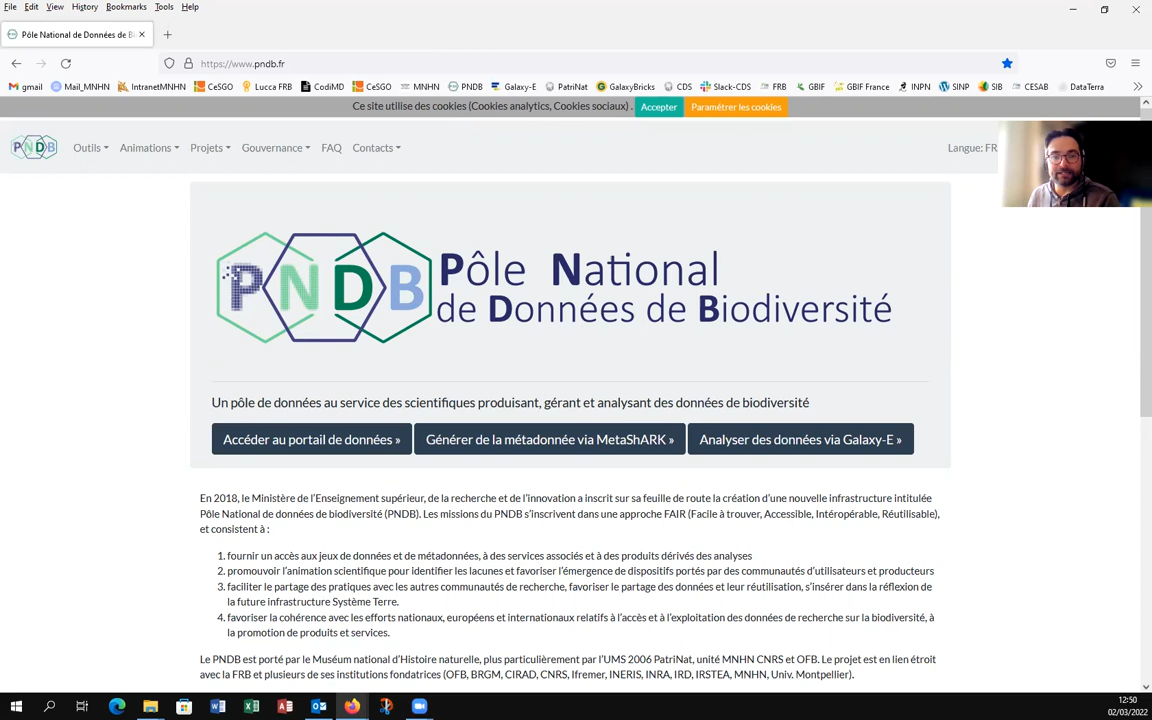 File Edit View History Bookmarks Tools Help
Pôle National de Données de Bi
https://www.pndb.fr
gmail Mail_MNHN IntranetMNHN CeSGO Lucca FRB CodiMD CeSGO MNHN PNDB Galaxy-E PatriNat GalaxyBricks CDS Slack-CDS FRB GBIF GBIF France INPN SINP SIB CESAB DataTerra
Ce site utilise des cookies (Cookies analytics, Cookies sociaux) . Accepter Paramétrer les cookies
PNDB Outils Animations Projets Gouvernance FAQ Contacts Langue: FR
PNDB
Pôle National
de Données de Biodiversité
Un pôle de données au service des scientifiques produisant, gérant et analysant des données de biodiversité
Accéder au portail de données » Générer de la métadonnée via MetaShARK » Analyser des données via Galaxy-E »
En 2018, le Ministère de l'Enseignement supérieur, de la recherche et de l'innovation a inscrit sur sa feuille de route la création d'une nouvelle infrastructure intitulée
Pôle National de données de biodiversité (PNDB). Les missions du PNDB s'inscrivent dans une approche FAIR (Facile à trouver, Accessible, Intéropérable, Réutilisable),
et consistent à :
1. fournir un accès aux jeux de données et de métadonnées, à des services associés et à des produits dérivés des analyses
2. promouvoir l'animation scientifique pour identifier les lacunes et favoriser l'émergence de dispositifs portés par des communautés d'utilisateurs et producteurs
3. faciliter le partage des pratiques avec les autres communautés de recherche, favoriser le partage des données et leur réutilisation, s'insérer dans la réflexion de
la future infrastructure Système Terre.
4. favoriser la cohérence avec les efforts nationaux, européens et internationaux relatifs à l'accès et à l'exploitation des données de recherche sur la biodiversité, à
la promotion de produits et services.
Le PNDB est porté par le Muséum national d'Histoire naturelle, plus particulièrement par l'UMS 2006 PatriNat, unité MNHN CNRS et OFB. Le projet est en lien étroit
avec la FRB et plusieurs de ses institutions fondatrices (OFB, BRGM, CIRAD, CNRS, Ifremer, INERIS, INRA, IRD, IRSTEA, MNHN, Univ. Montpellier).
12:50
02/03/2022